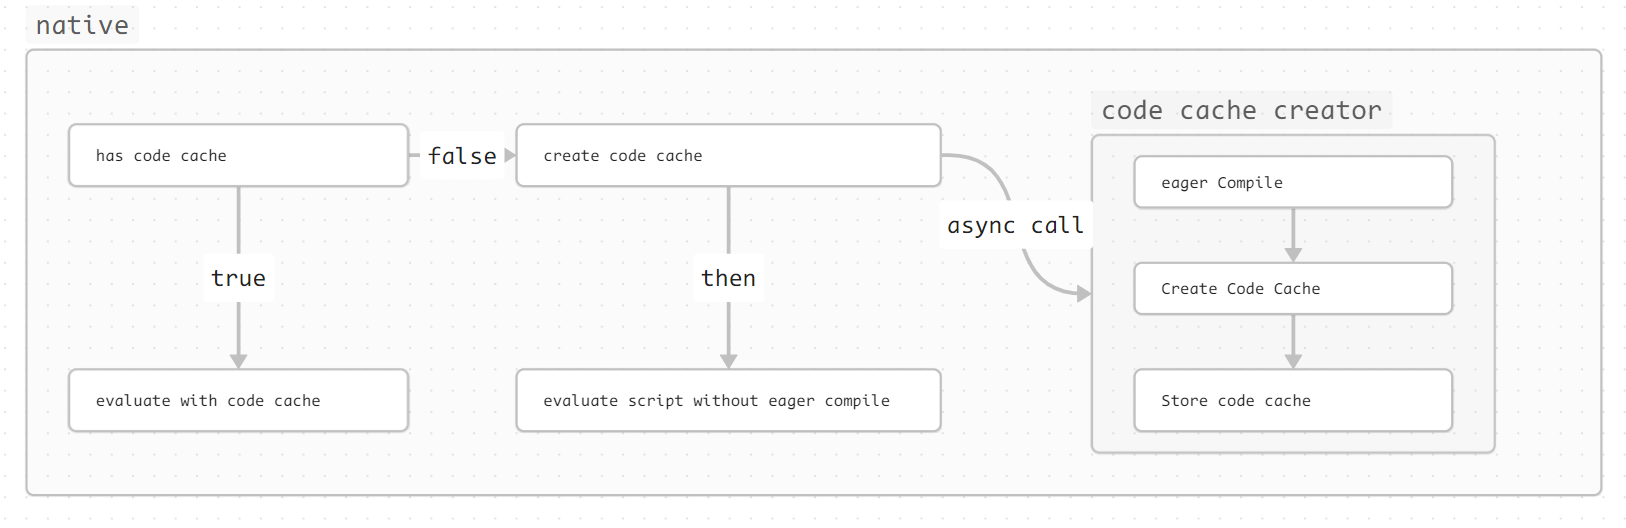 native
code cache creator
has code cache
false
create code cache
eager Compile
async call
true
then
Create Code Cache
evaluate with code cache
evaluate script without eager compile
Store code cache